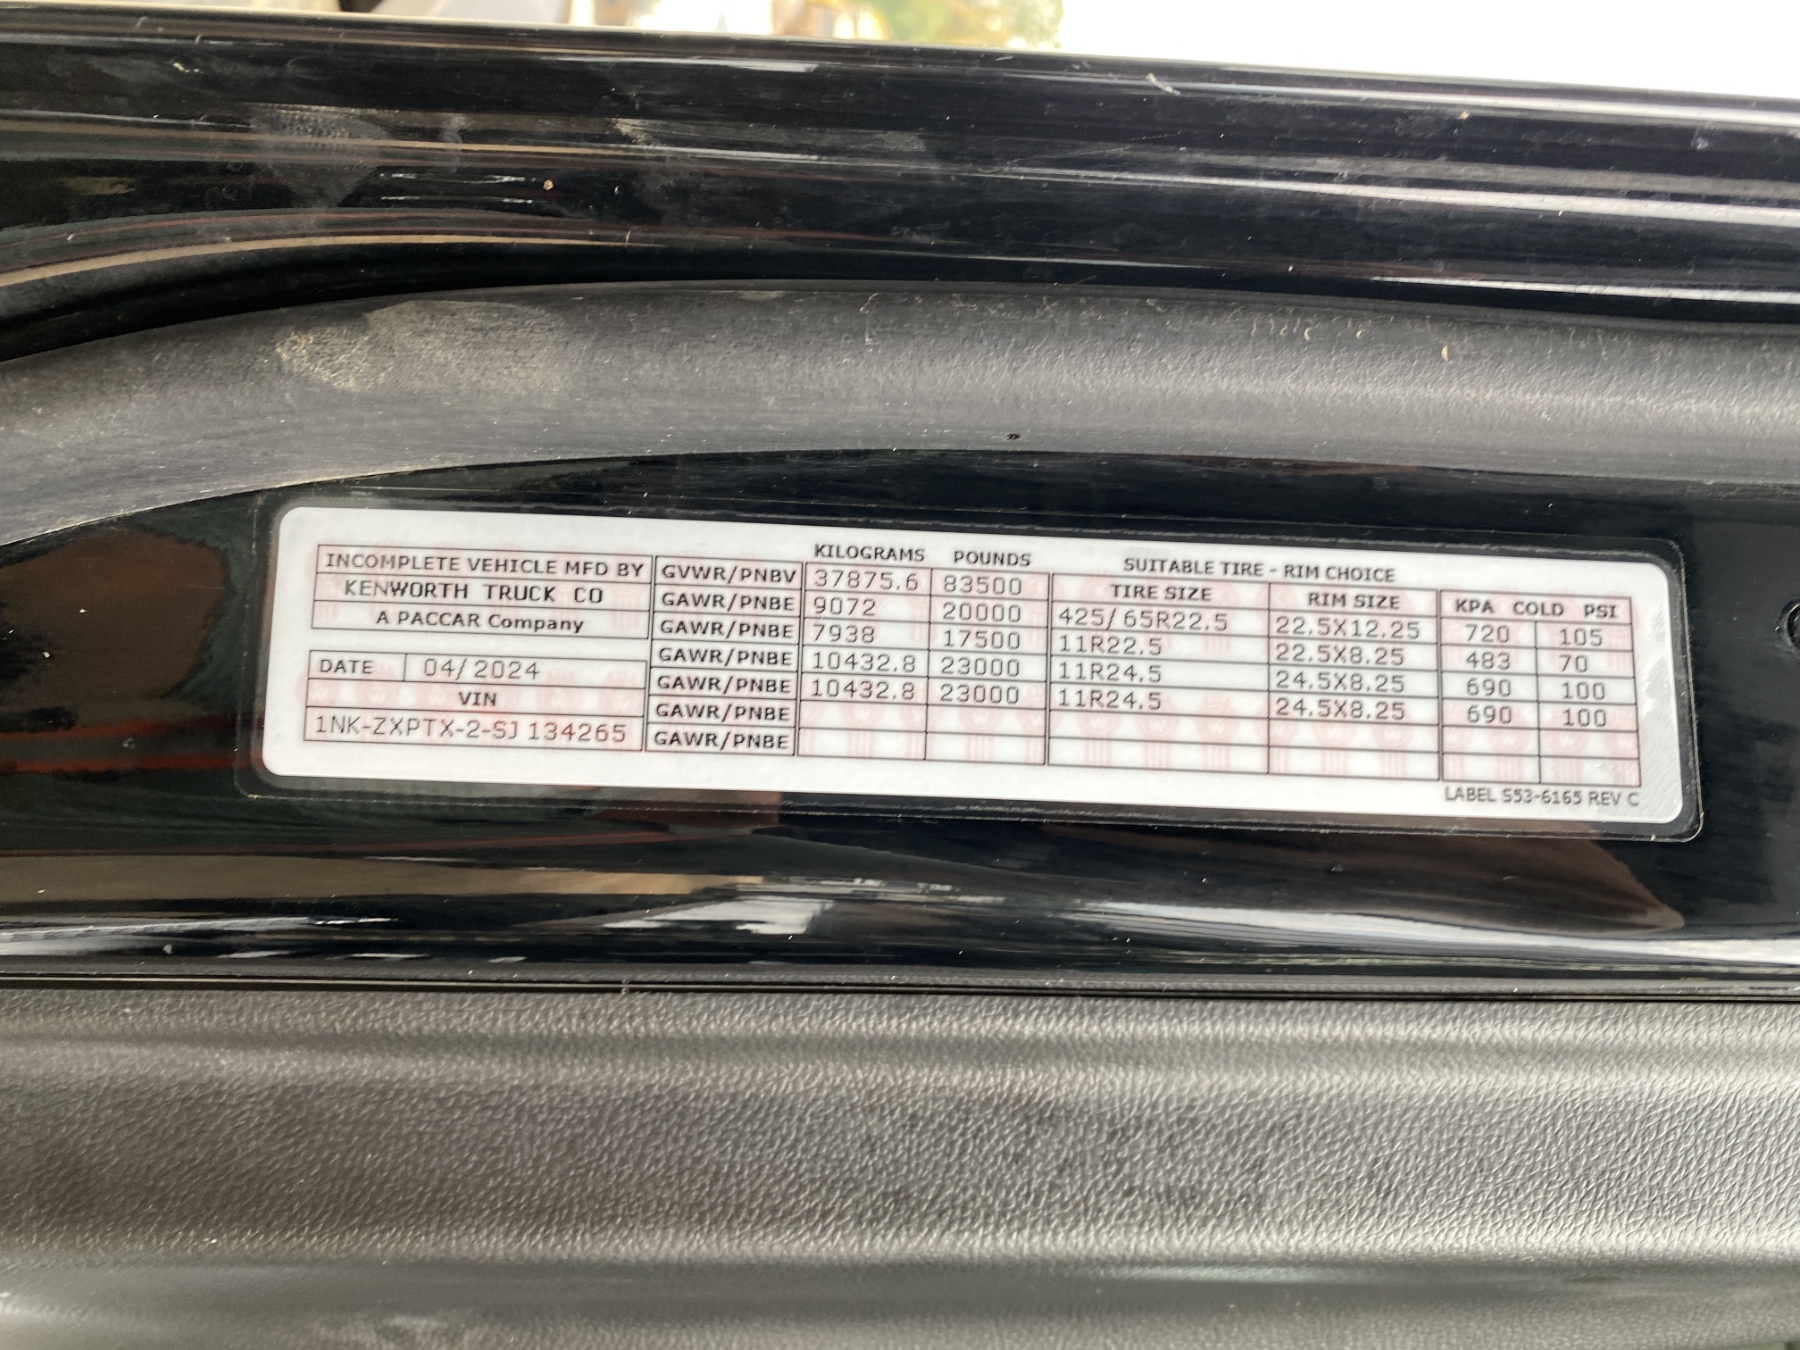 KILOGRAMS POUNDS SUITABLE TIRE - RIM CHOICE
INCOMPLETE VEHICLE MFD BY GVWR/PNBV 37875.6 83500 TIRE SIZE RIM SIZE KPA COLD PSI
KENWORTH TRUCK CO GAWR/PNBE 9072 20000 425/65R22.5 22.5X12.25 720 105
A PACCAR Company GAWR/PNBE 7938 17500 11R22.5 22.5X8.25 483 70
DATE 04/2024 GAWR/PNBE 10432.8 23000 11R24.5 24.5X8.25 690 100
VIN GAWR/PNBE 10432.8 23000 11R24.5 24.5X8.25 690 100
1NK-ZXPTX-2-SJ 134265 GAWR/PNBE
GAWR/PNBE
LABEL S53-6165 REV C